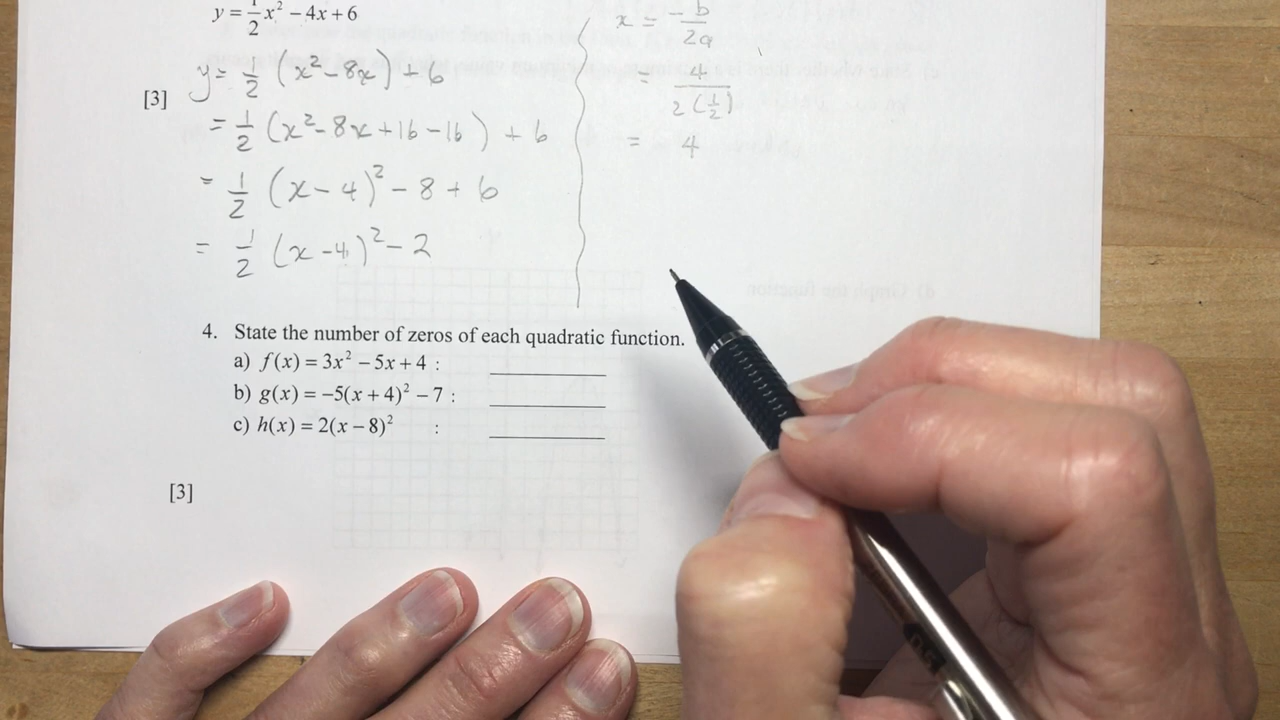 y = 1/2 x² − 4x + 6
y = 1/2 (x² − 8x) + 6
[3]
= 1/2 (x² − 8x + 16 − 16) + 6
= 1/2 (x − 4)² − 8 + 6
= 1/2 (x − 4)² − 2
x = −b/2a
= 4/2(1/2)
= 4
4. State the number of zeros of each quadratic function.
a) f(x) = 3x² − 5x + 4 :
b) g(x) = −5(x + 4)² − 7 :
c) h(x) = 2(x − 8)² :
[3]
d) Graph the function